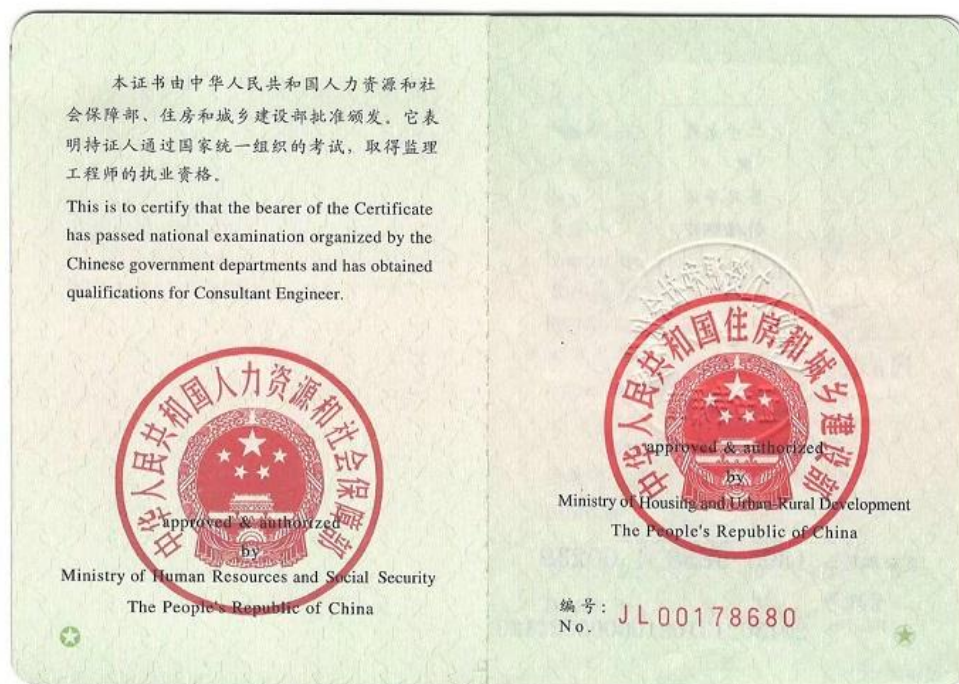 本证书由中华人民共和国人力资源和社
会保障部、住房和城乡建设部批准颁发。它表
明持证人通过国家统一组织的考试，取得监理
工程师的执业资格。
This is to certify that the bearer of the Certificate
has passed national examination organized by the
Chinese government departments and has obtained
qualifications for Consultant Engineer.
中华人民共和国人力资源和社会保障部
approved & authorized
by
Ministry of Human Resources and Social Security
The People's Republic of China
中华人民共和国住房和城乡建设部
approved & authorized
by
Ministry of Housing and Urban-Rural Development
The People's Republic of China
编号: JL00178680
No.